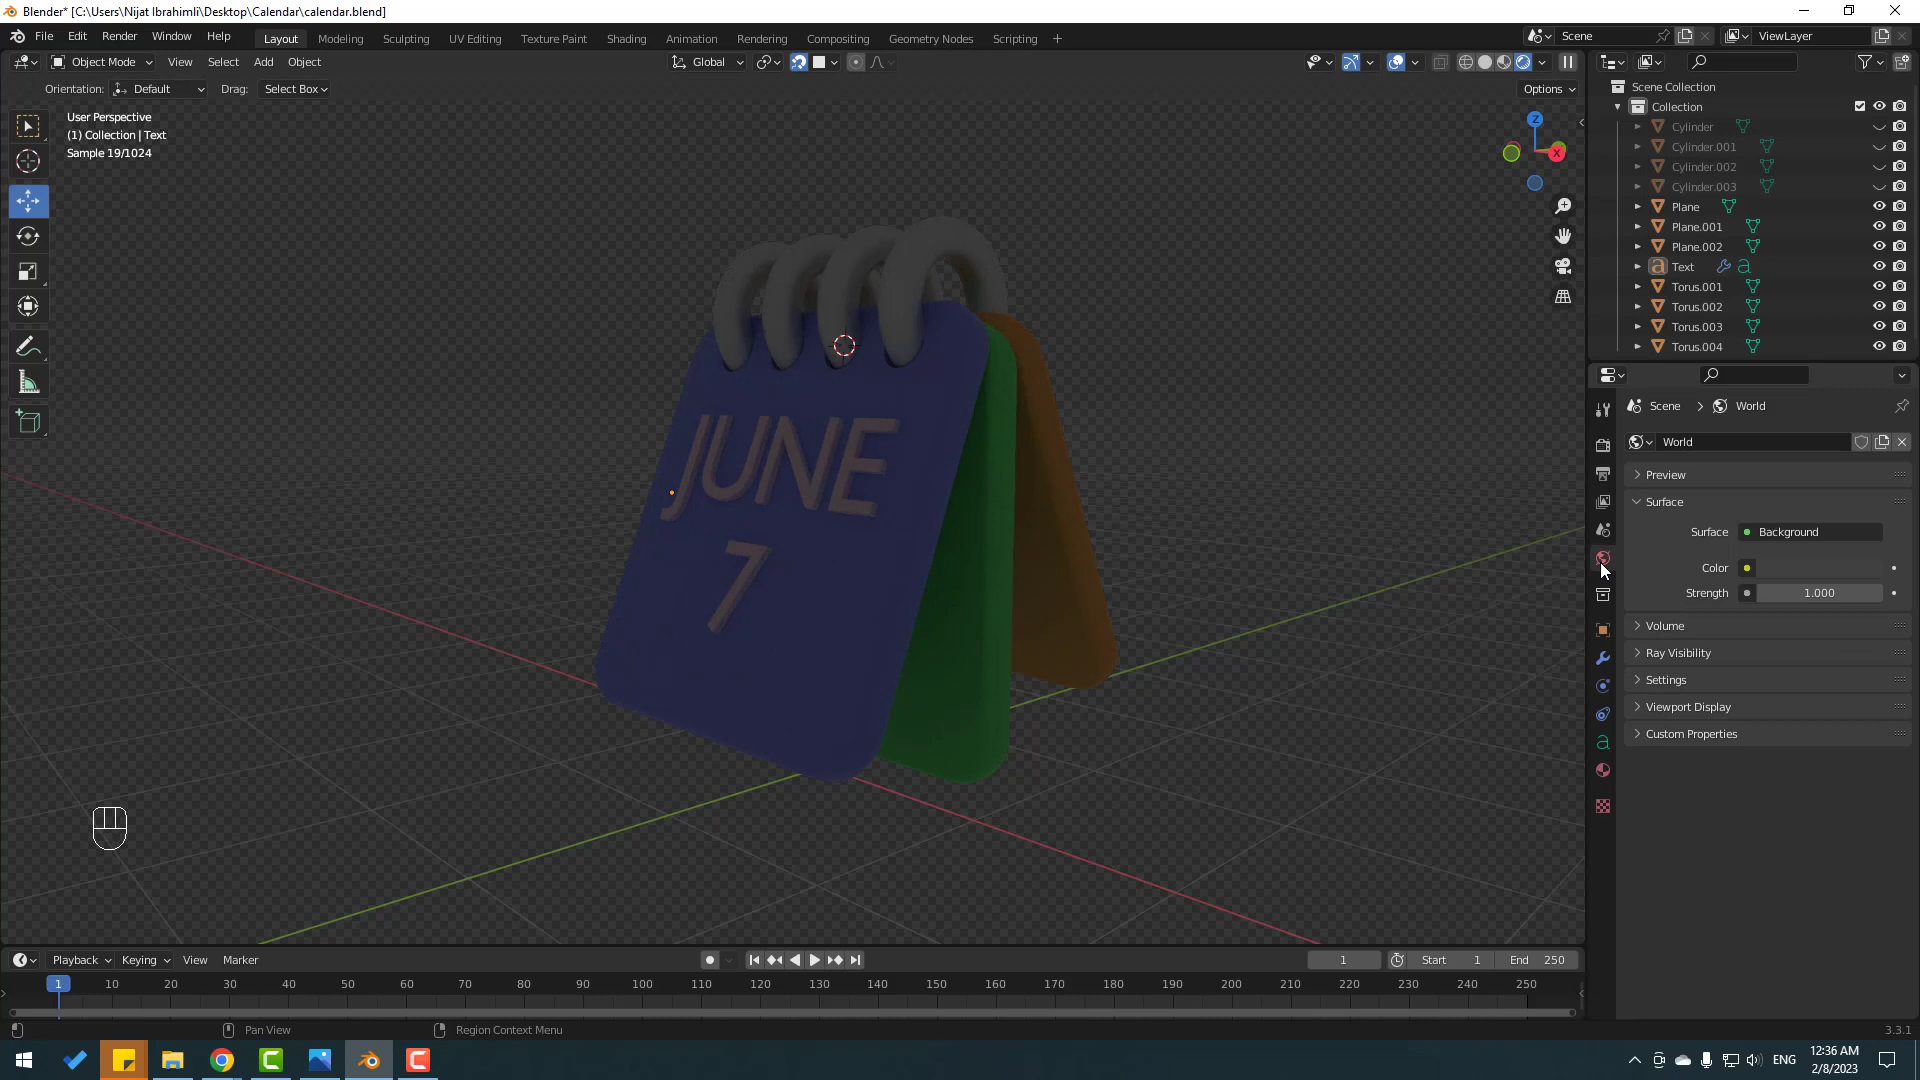 Blender* [C:\Users\Nijat Ibrahimli\Desktop\Calendar\calendar.blend]
File Edit Render Window Help Layout Modeling Sculpting UV Editing Texture Paint Shading Animation Rendering Compositing Geometry Nodes Scripting + Scene ViewLayer
Object Mode View Select Add Object Global
Orientation: Default Drag: Select Box Options
User Perspective
(1) Collection | Text
Sample 19/1024
Z
X
JUNE
7
Scene Collection
Collection
Cylinder
Cylinder.001
Cylinder.002
Cylinder.003
Plane
Plane.001
Plane.002
Text
Torus.001
Torus.002
Torus.003
Torus.004
Scene > World
World
Preview
Surface
Surface Background
Color
Strength 1.000
Volume
Ray Visibility
Settings
Viewport Display
Custom Properties
Playback Keying View Marker 1 Start 1 End 250
1 10 20 30 40 50 60 70 80 90 100 110 120 130 140 150 160 170 180 190 200 210 220 230 240 250
Pan View Region Context Menu 3.3.1
ENG 12:36 AM
2/8/2023